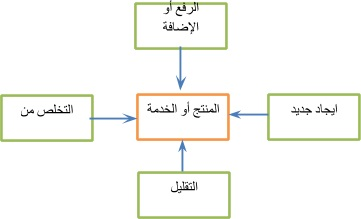 الرفع أو
الإضافة
ايجاد جديد
المنتج أو الخدمة
التخلص من
التقليل